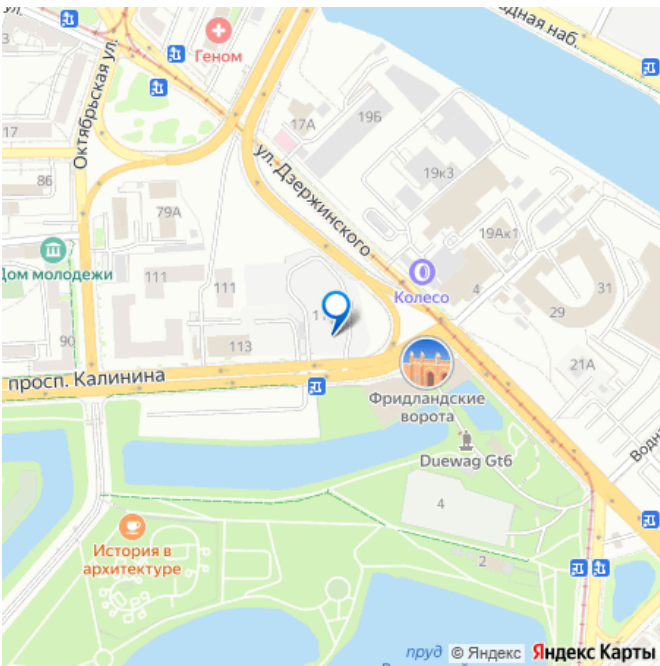 адная наб.
3
Геном
Октябрьская ул.
17
17А
19Б
19к3
ул. Дзержинского
86
79А
19Ак1
Дом молодежи
111
111
Колесо
4
31
29
90
113
просп. Калинина
21А
Фридландские
ворота
Duewag Gt6
4
История в
архитектуре
2
пруд
© Яндекс
Яндекс Карты